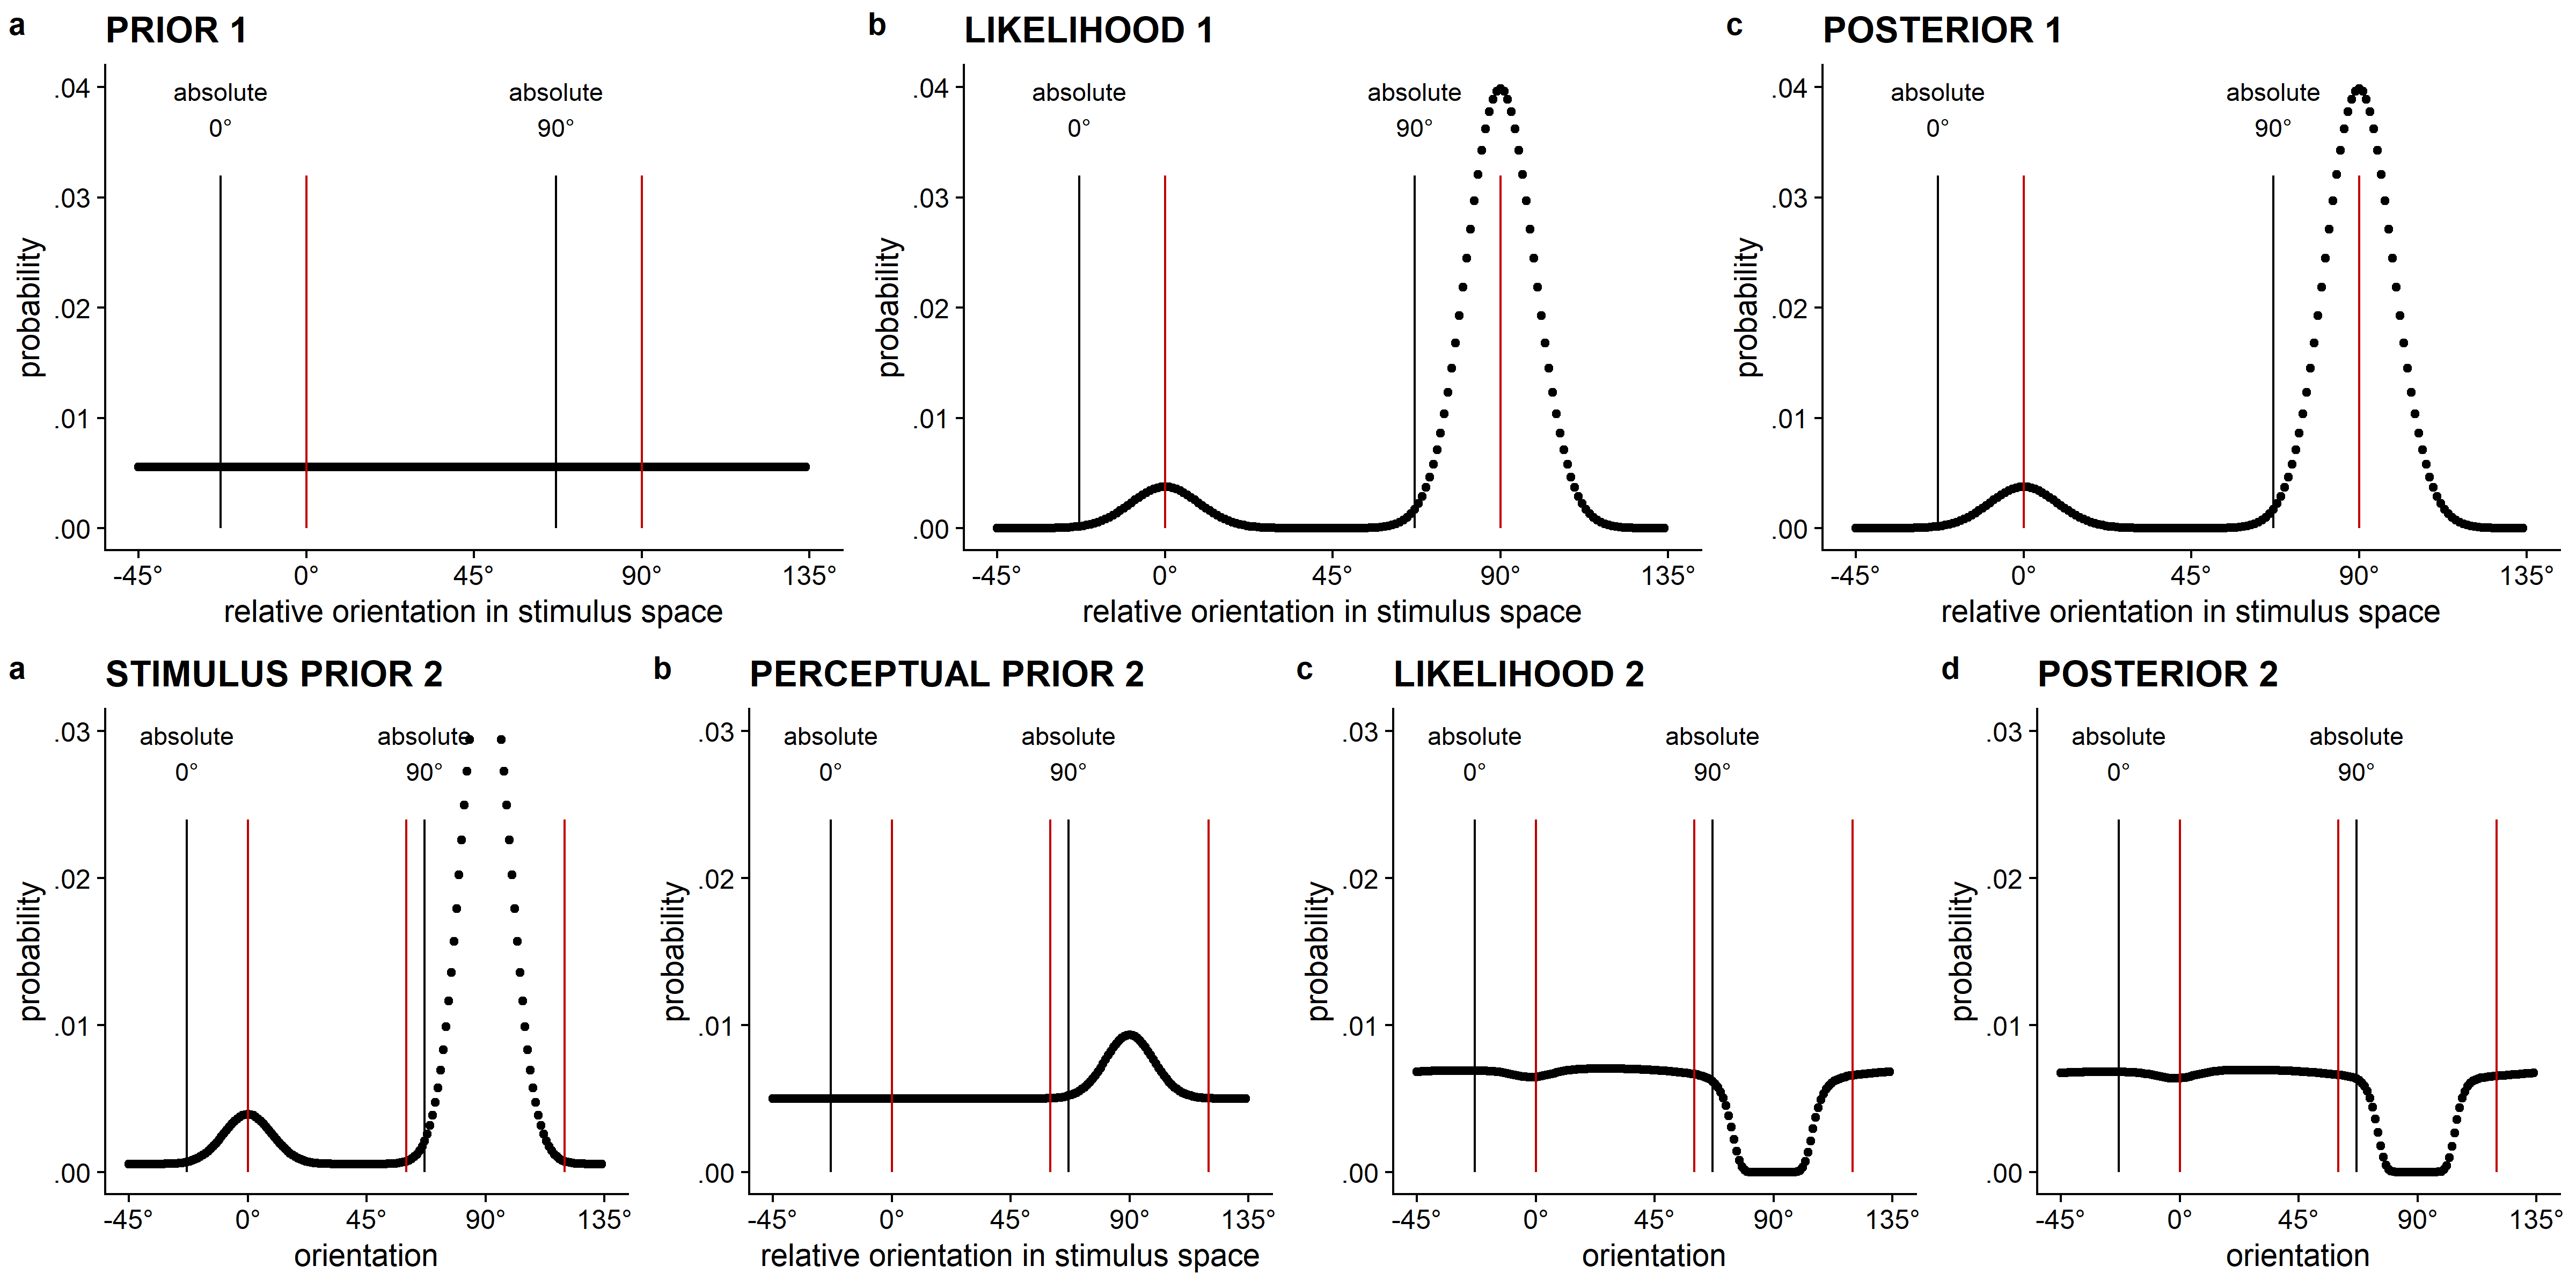 a PRIOR 1
.04
.03
.02
.01
.00
probability
absolute
0°
absolute
90°
-45° 0° 45° 90° 135°
relative orientation in stimulus space
b LIKELIHOOD 1
.04
.03
.02
.01
.00
probability
absolute
0°
absolute
90°
-45° 0° 45° 90° 135°
relative orientation in stimulus space
c POSTERIOR 1
.04
.03
.02
.01
.00
probability
absolute
0°
absolute
90°
-45° 0° 45° 90° 135°
relative orientation in stimulus space
a STIMULUS PRIOR 2
.03
.02
.01
.00
probability
absolute
0°
absolute
90°
-45° 0° 45° 90° 135°
orientation
b PERCEPTUAL PRIOR 2
.03
.02
.01
.00
probability
absolute
0°
absolute
90°
-45° 0° 45° 90° 135°
relative orientation in stimulus space
c LIKELIHOOD 2
.03
.02
.01
.00
probability
absolute
0°
absolute
90°
-45° 0° 45° 90° 135°
orientation
d POSTERIOR 2
.03
.02
.01
.00
probability
absolute
0°
absolute
90°
-45° 0° 45° 90° 135°
orientation